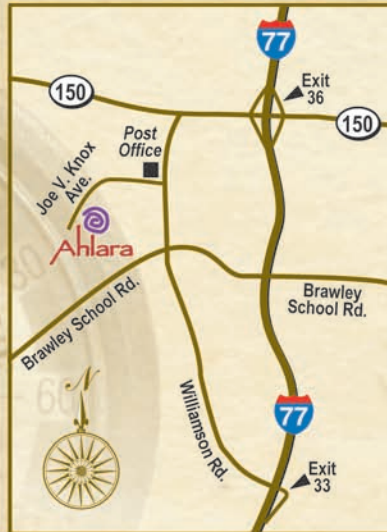 77
150
Exit
36
150
Post
Office
Joe V. Knox
Ave.
Ahlara
Brawley School Rd.
Brawley
School Rd.
Williamson Rd.
77
Exit
33
N
60